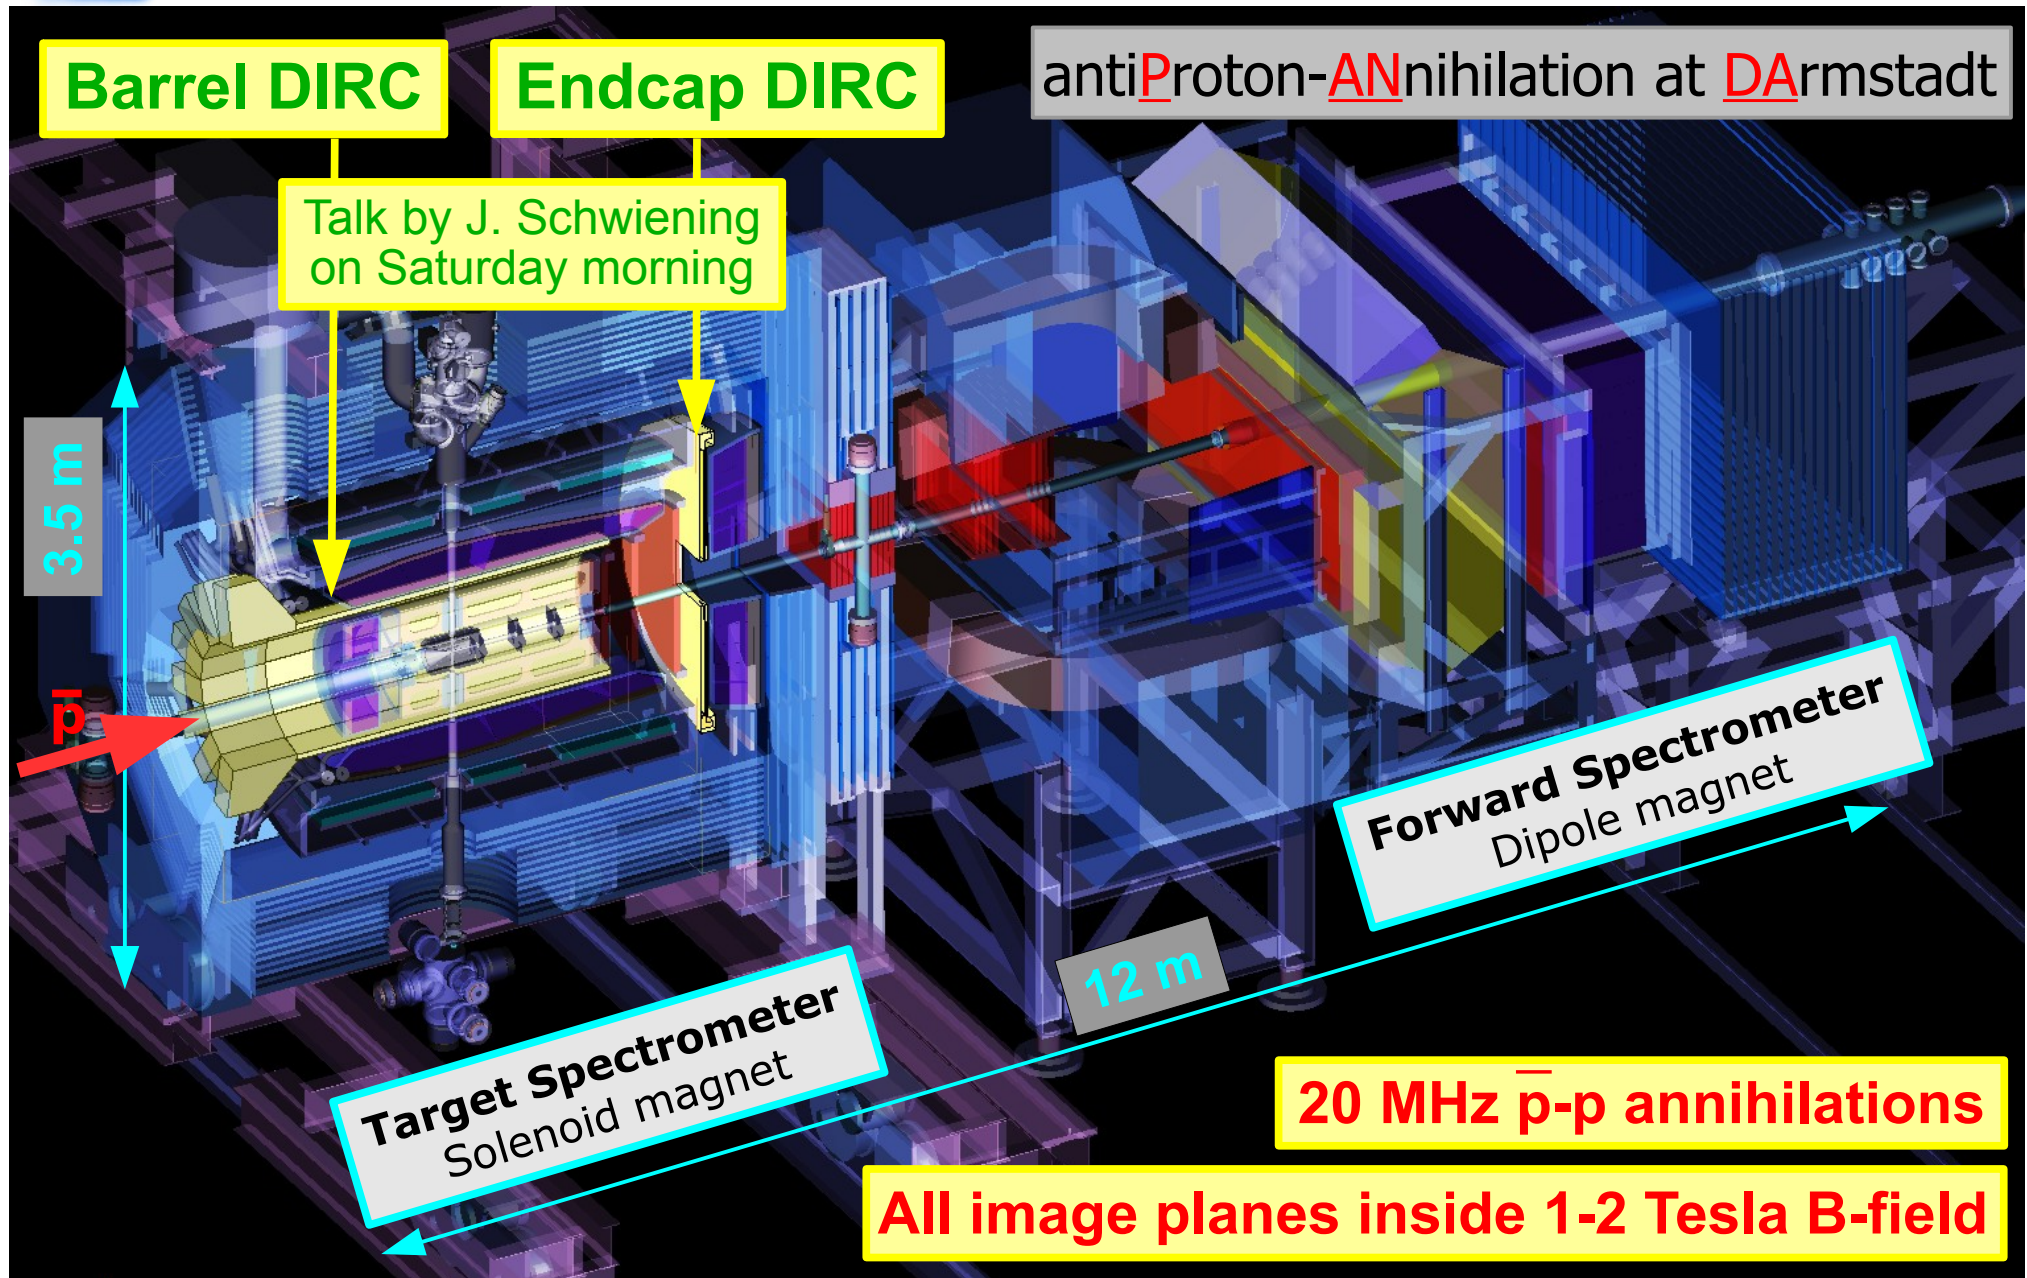 Barrel DIRC
Endcap DIRC
antiProton-ANnihilation at DArmstadt
Talk by J. Schwiening
on Saturday morning
3.5 m
p̅
Forward Spectrometer
Dipole magnet
12 m
Target Spectrometer
Solenoid magnet
20 MHz p̅-p annihilations
All image planes inside 1-2 Tesla B-field